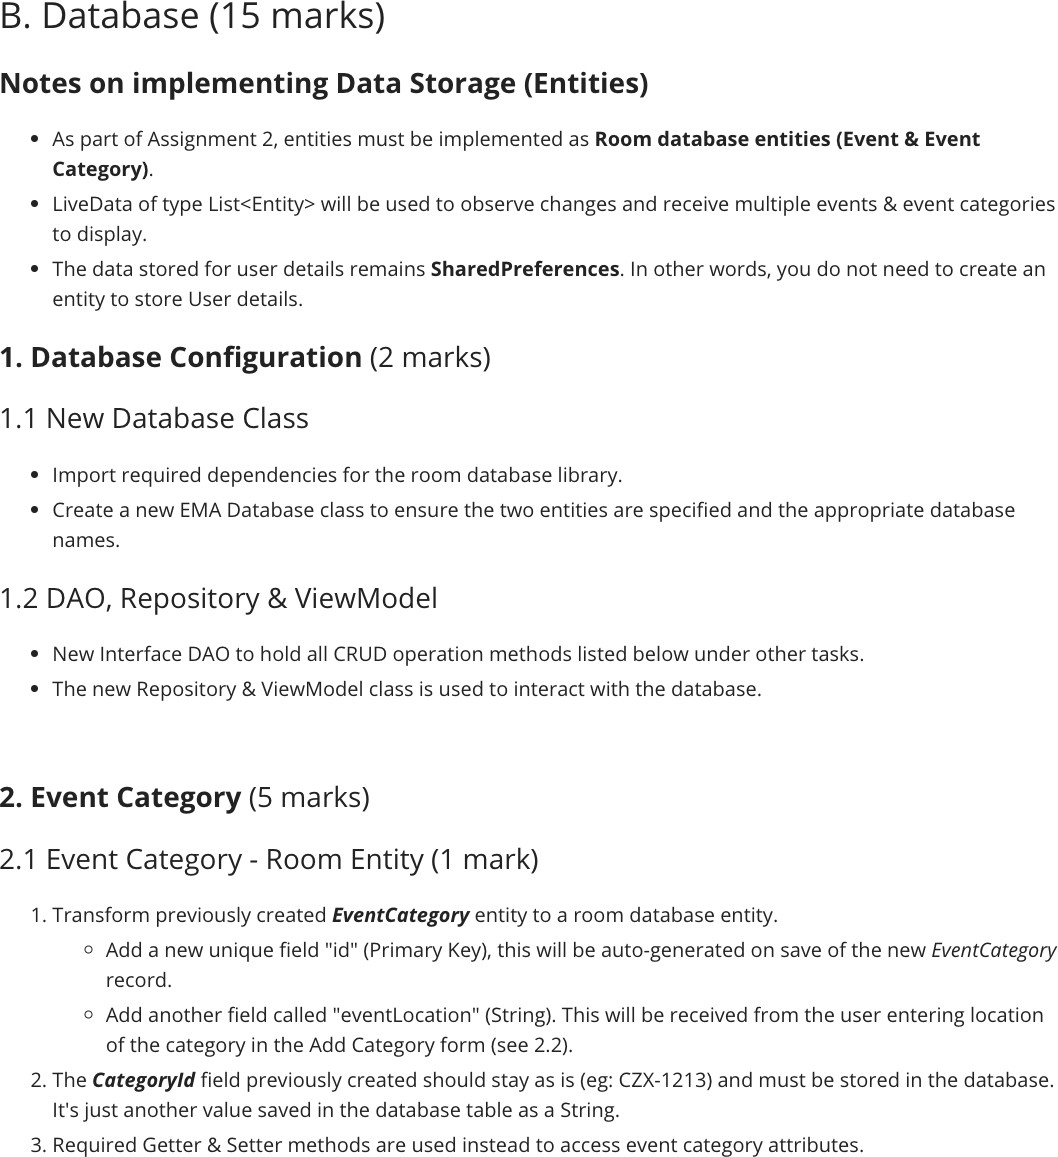 B. Database (15 marks)
Notes on implementing Data Storage (Entities)
• As part of Assignment 2, entities must be implemented as Room database entities (Event & Event
Category).
• LiveData of type List<Entity> will be used to observe changes and receive multiple events & event categories
to display.
• The data stored for user details remains SharedPreferences. In other words, you do not need to create an
entity to store User details.
1. Database Configuration (2 marks)
1.1 New Database Class
• Import required dependencies for the room database library.
• Create a new EMA Database class to ensure the two entities are specified and the appropriate database
names.
1.2 DAO, Repository & ViewModel
• New Interface DAO to hold all CRUD operation methods listed below under other tasks.
• The new Repository & ViewModel class is used to interact with the database.
2. Event Category (5 marks)
2.1 Event Category - Room Entity (1 mark)
1. Transform previously created EventCategory entity to a room database entity.
◦ Add a new unique field "id" (Primary Key), this will be auto-generated on save of the new EventCategory
record.
◦ Add another field called "eventLocation" (String). This will be received from the user entering location
of the category in the Add Category form (see 2.2).
2. The CategoryId field previously created should stay as is (eg: CZX-1213) and must be stored in the database.
It's just another value saved in the database table as a String.
3. Required Getter & Setter methods are used instead to access event category attributes.